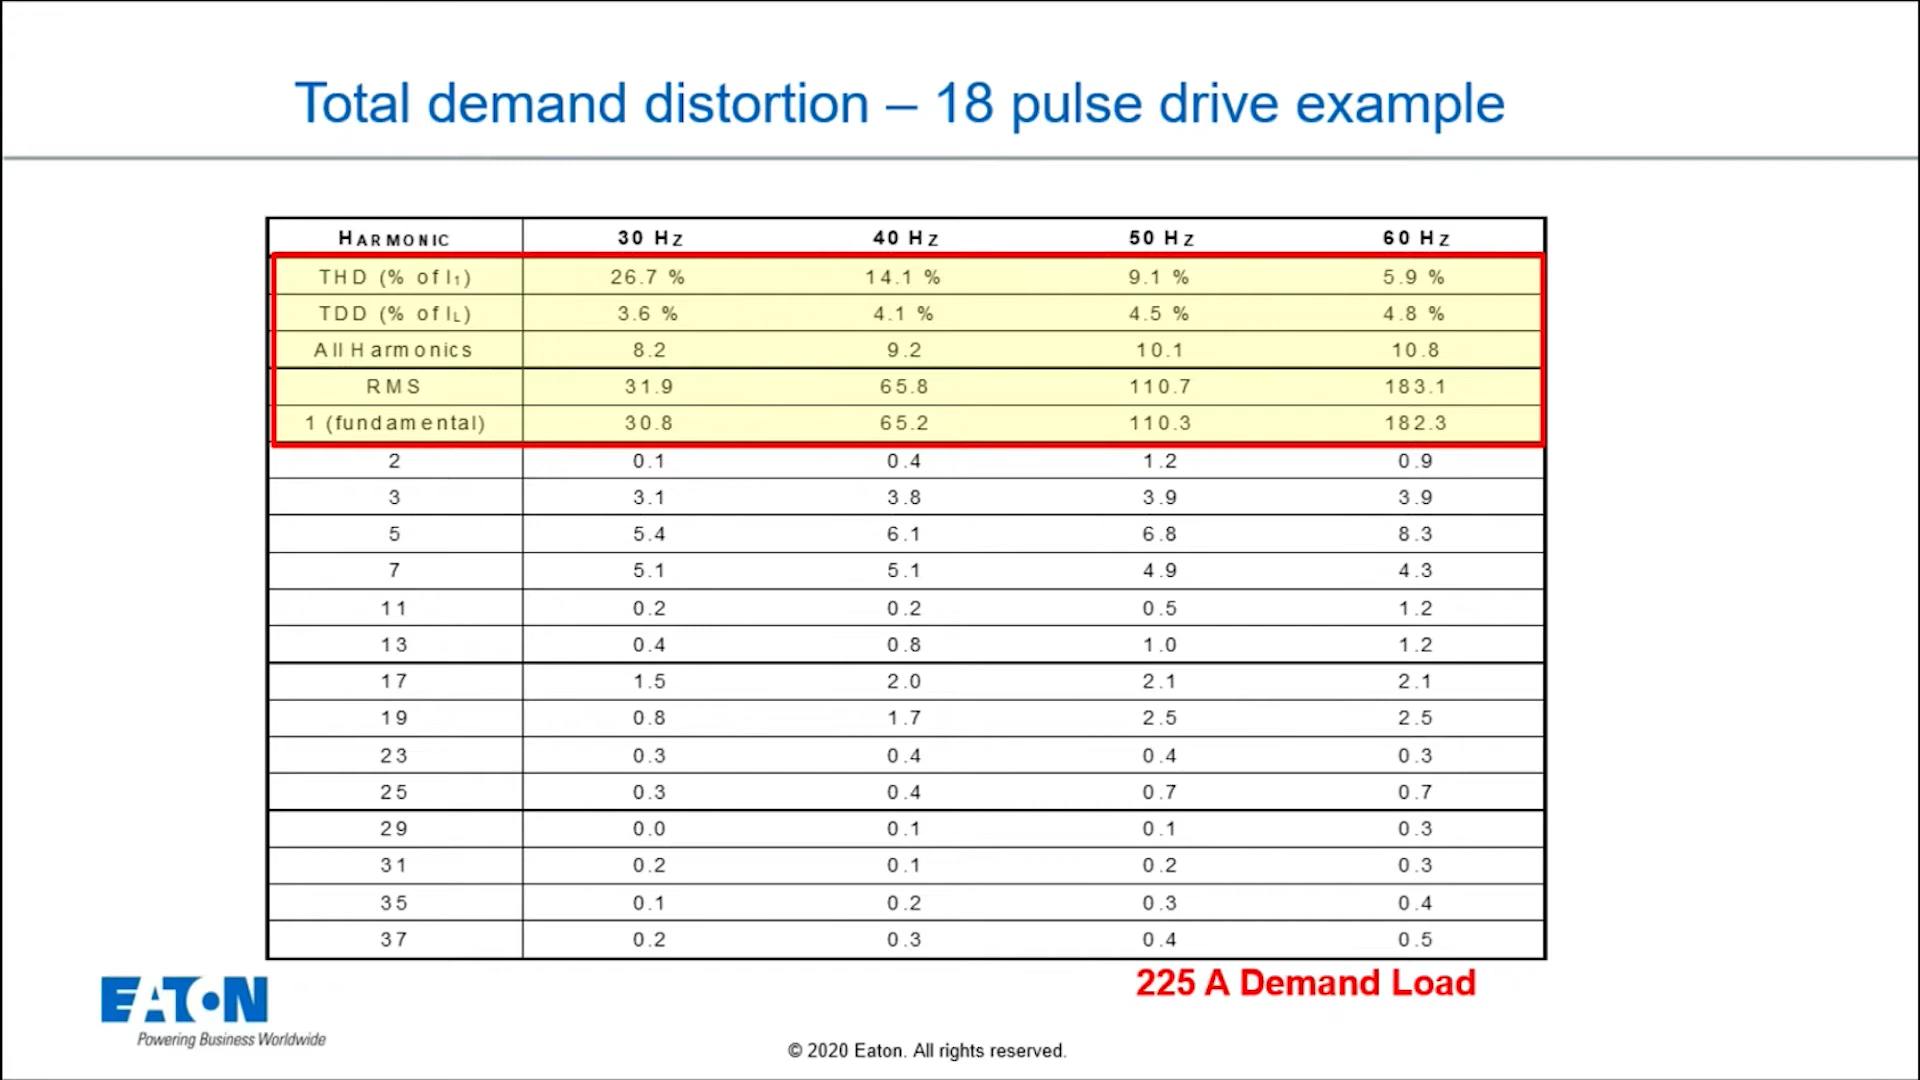 Total demand distortion – 18 pulse drive example
HARMONIC 30 HZ 40 HZ 50 HZ 60 HZ
THD (% of I1) 26.7 % 14.1 % 9.1 % 5.9 %
TDD (% of IL) 3.6 % 4.1 % 4.5 % 4.8 %
All Harmonics 8.2 9.2 10.1 10.8
RMS 31.9 65.8 110.7 183.1
1 (fundamental) 30.8 65.2 110.3 182.3
2 0.1 0.4 1.2 0.9
3 3.1 3.8 3.9 3.9
5 5.4 6.1 6.8 8.3
7 5.1 5.1 4.9 4.3
11 0.2 0.2 0.5 1.2
13 0.4 0.8 1.0 1.2
17 1.5 2.0 2.1 2.1
19 0.8 1.7 2.5 2.5
23 0.3 0.4 0.4 0.3
25 0.3 0.4 0.7 0.7
29 0.0 0.1 0.1 0.3
31 0.2 0.1 0.2 0.3
35 0.1 0.2 0.3 0.4
37 0.2 0.3 0.4 0.5
225 A Demand Load
EATON
Powering Business Worldwide
© 2020 Eaton. All rights reserved.